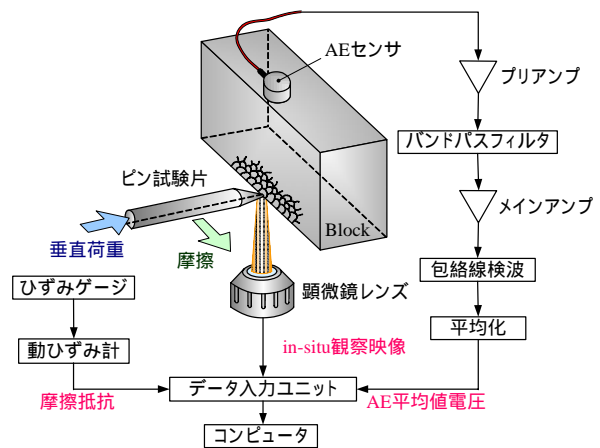 AEセンサ
プリアンプ
バンドパスフィルタ
ピン試験片
メインアンプ
Block
垂直荷重
摩擦
包絡線検波
ひずみゲージ
顕微鏡レンズ
平均化
in-situ観察映像
動ひずみ計
データ入力ユニット
摩擦抵抗
AE平均値電圧
コンピュータ